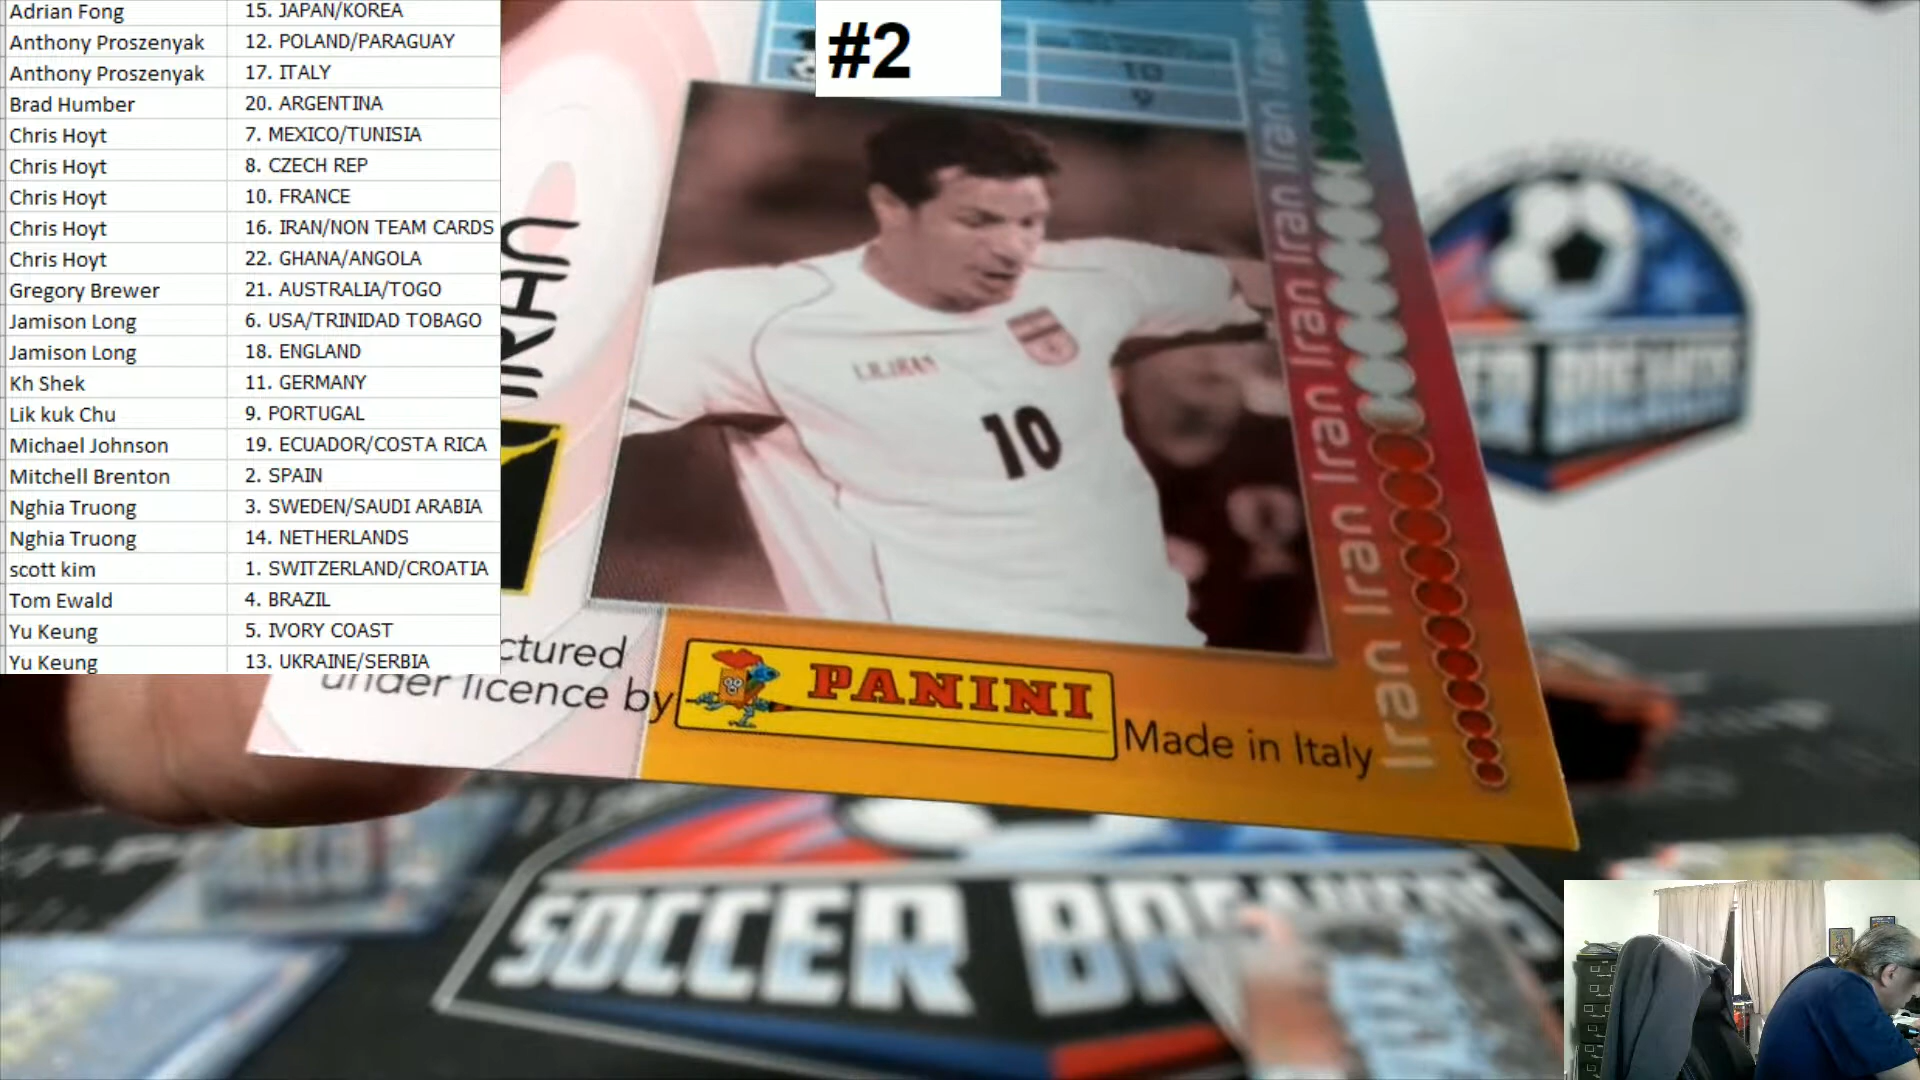 Adrian Fong 15. JAPAN/KOREA
Anthony Proszenyak 12. POLAND/PARAGUAY
Anthony Proszenyak 17. ITALY
Brad Humber 20. ARGENTINA
Chris Hoyt 7. MEXICO/TUNISIA
Chris Hoyt 8. CZECH REP
Chris Hoyt 10. FRANCE
Chris Hoyt 16. IRAN/NON TEAM CARDS
Chris Hoyt 22. GHANA/ANGOLA
Gregory Brewer 21. AUSTRALIA/TOGO
Jamison Long 6. USA/TRINIDAD TOBAGO
Jamison Long 18. ENGLAND
Kh Shek 11. GERMANY
Lik kuk Chu 9. PORTUGAL
Michael Johnson 19. ECUADOR/COSTA RICA
Mitchell Brenton 2. SPAIN
Nghia Truong 3. SWEDEN/SAUDI ARABIA
Nghia Truong 14. NETHERLANDS
scott kim 1. SWITZERLAND/CROATIA
Tom Ewald 4. BRAZIL
Yu Keung 5. IVORY COAST
Yu Keung 13. UKRAINE/SERBIA
#2
10
9
IRAN
I.R.IRAN
10
Iran Iran Iran Iran Iran Iran Iran Iran
ctured
under licence by
PANINI
Made in Italy
SOCCER BREAKERS